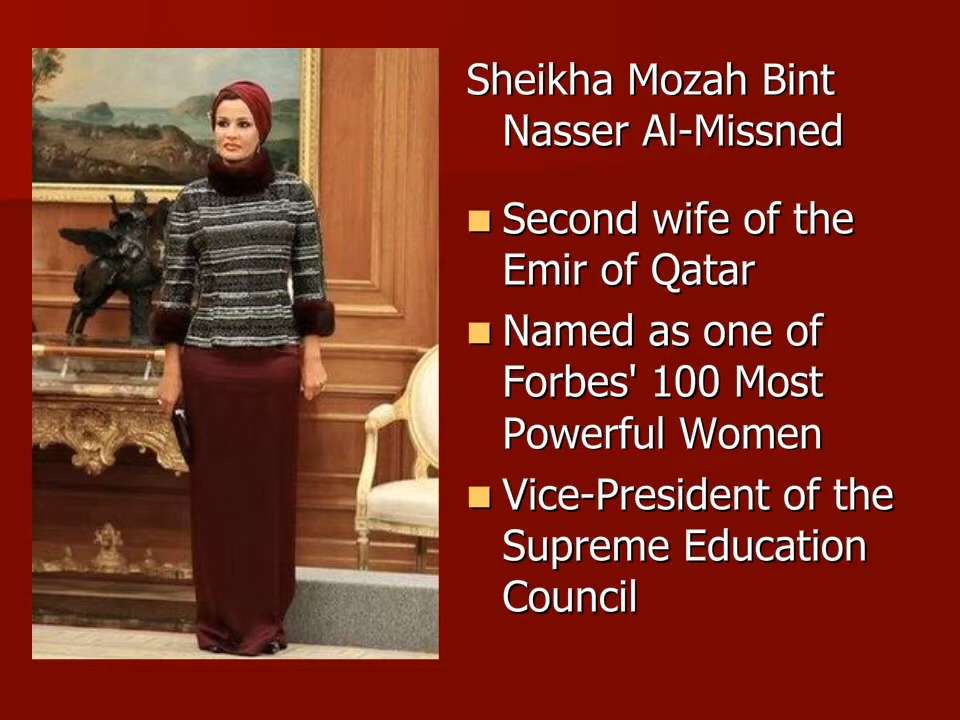 Sheikha Mozah Bint
Nasser Al-Missned
Second wife of the
Emir of Qatar
Named as one of
Forbes' 100 Most
Powerful Women
Vice-President of the
Supreme Education
Council